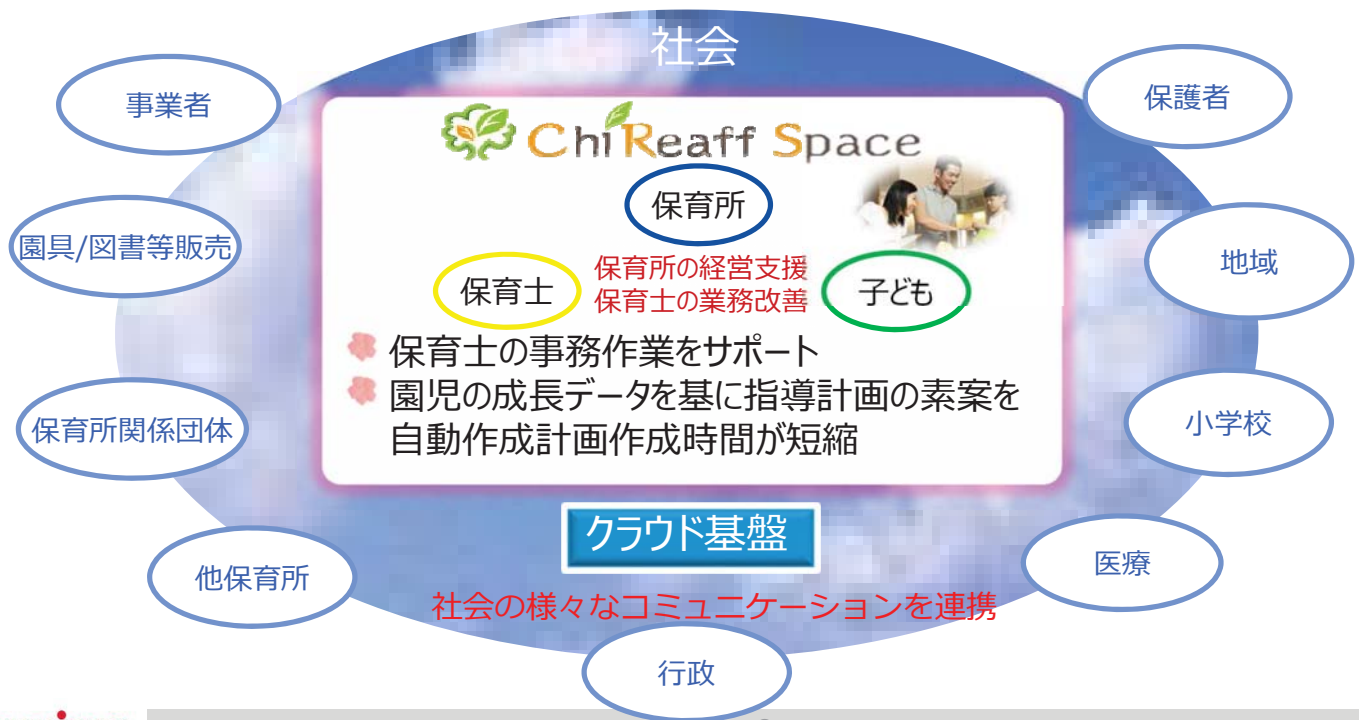 社会
事業者
保護者
ChiReaff Space
保育所
園具/図書等販売
地域
保育士
保育所の経営支援
保育士の業務改善
子ども
保育士の事務作業をサポート
園児の成長データを基に指導計画の素案を
自動作成計画作成時間が短縮
保育所関係団体
小学校
クラウド基盤
他保育所
医療
社会の様々なコミュニケーションを連携
行政